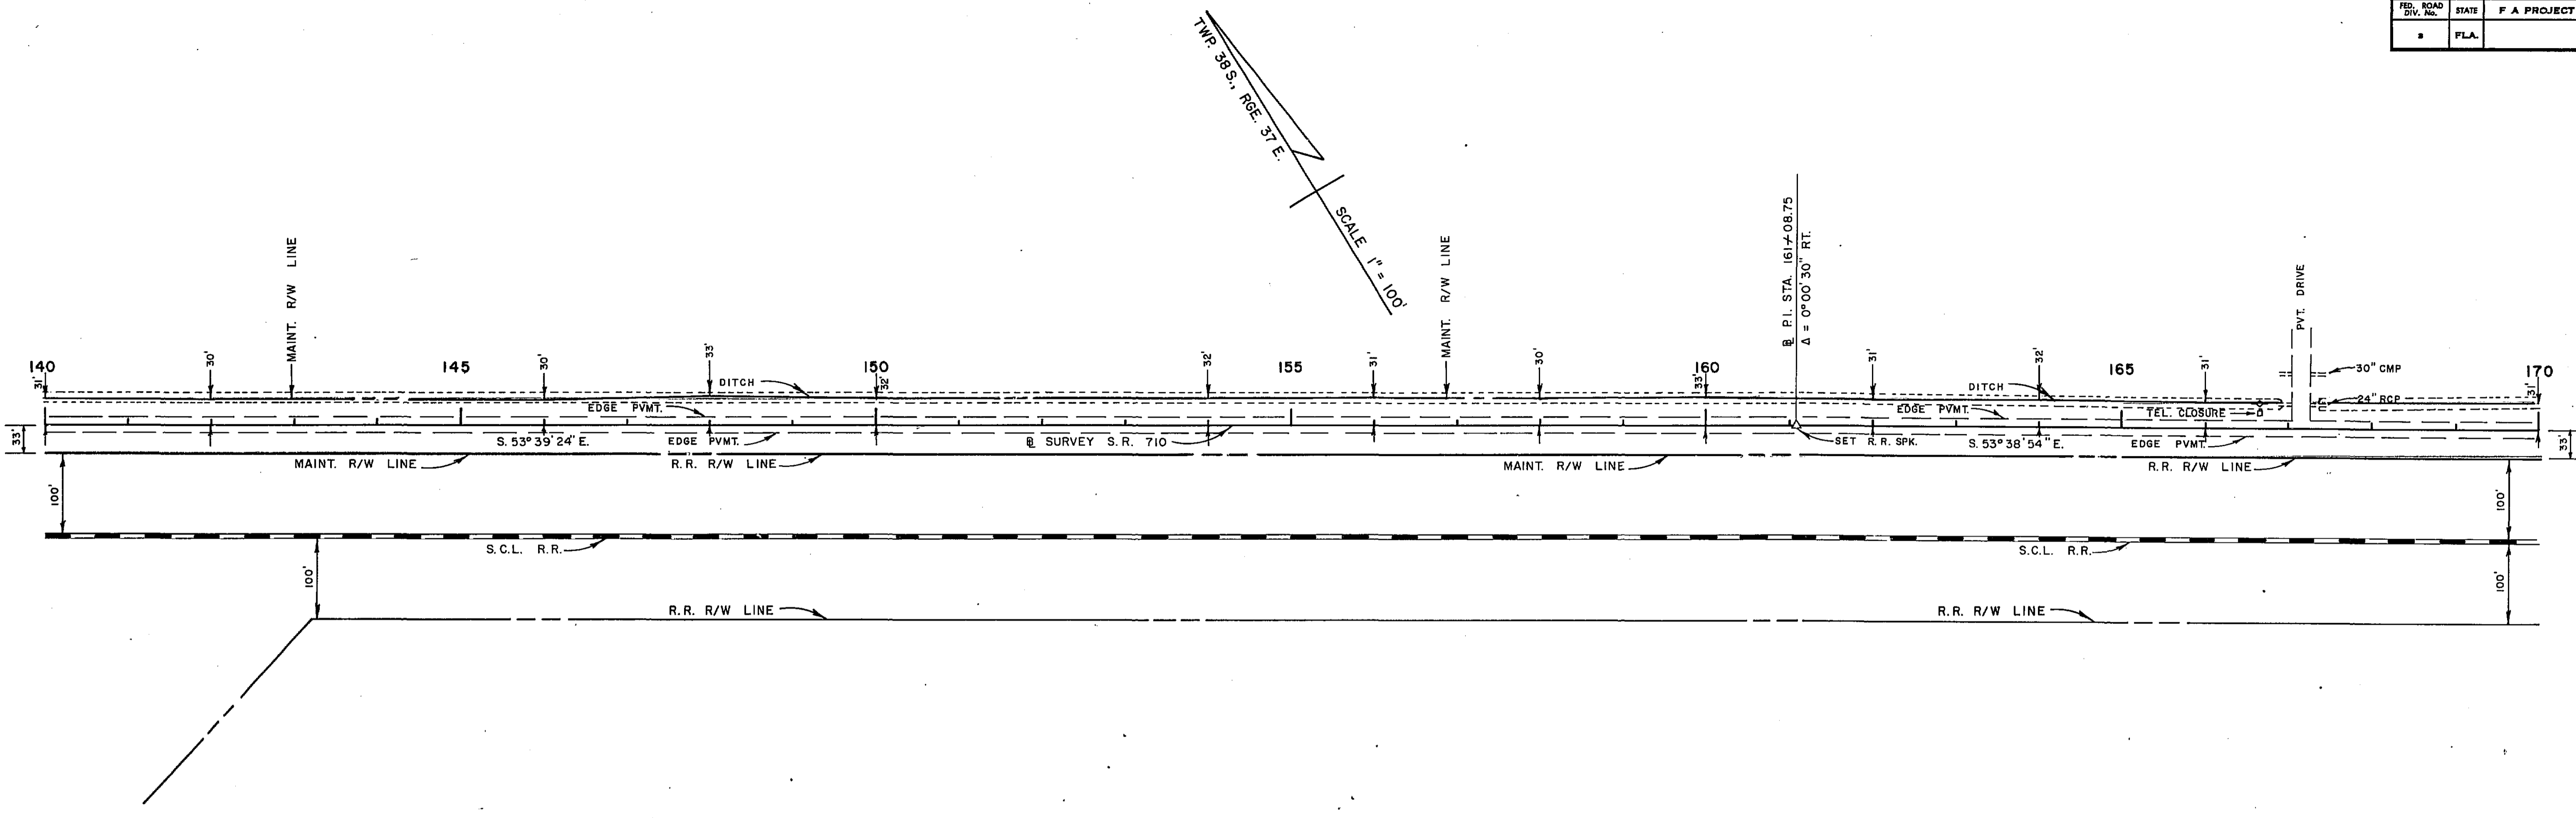 FED. ROAD DIV. No.
STATE
F A PROJECT
3
FLA.
TWP. 38 S., RGE. 37 E.
SCALE 1" = 100'
MAINT. R/W LINE
MAINT. R/W LINE
℄ P.I. STA. 161+08.75
Δ = 0°00'30" RT.
PVT. DRIVE
140
145
150
155
160
165
170
31'
30'
30'
33'
32'
32'
31'
30'
33'
31'
32'
31'
31'
30" CMP
24" RCP
DITCH
DITCH
EDGE PVMT.
EDGE PVMT.
TEL. CLOSURE
33'
S. 53° 39' 24" E.
EDGE PVMT.
℄ SURVEY S.R. 710
SET R.R. SPK.
S. 53° 38' 54" E.
EDGE PVMT.
33'
MAINT. R/W LINE
R.R. R/W LINE
MAINT. R/W LINE
R.R. R/W LINE
100'
100'
S.C.L. R.R.
S.C.L. R.R.
100'
100'
R.R. R/W LINE
R.R. R/W LINE